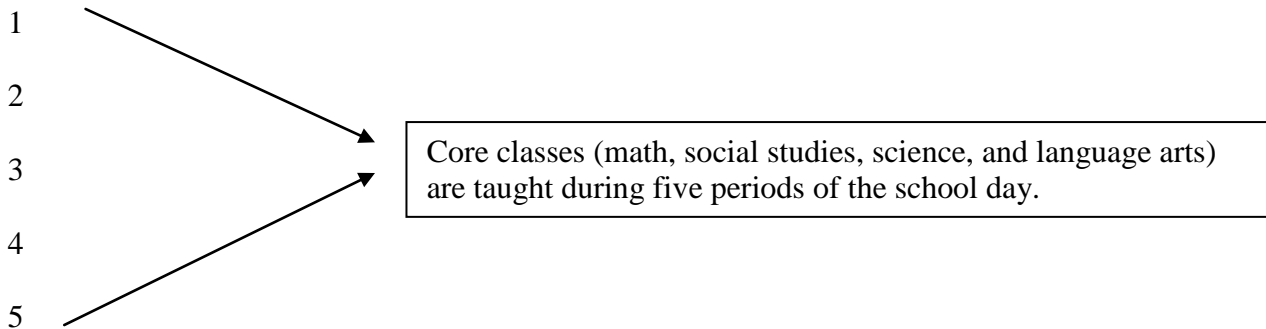 1
2
Core classes (math, social studies, science, and language arts)
3
are taught during five periods of the school day.
4
5